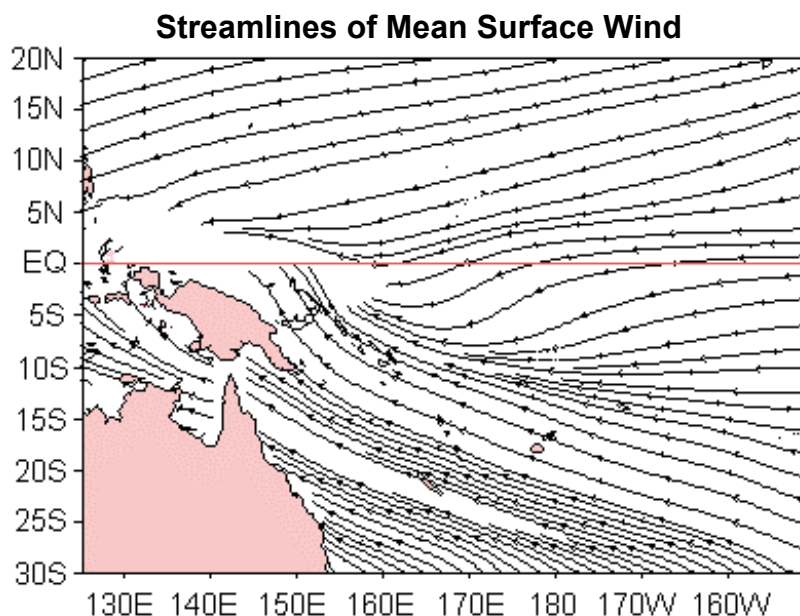 Streamlines of Mean Surface Wind
20N
15N
10N
5N
EQ
5S
10S
15S
20S
25S
30S
130E 140E 150E 160E 170E 180 170W 160W